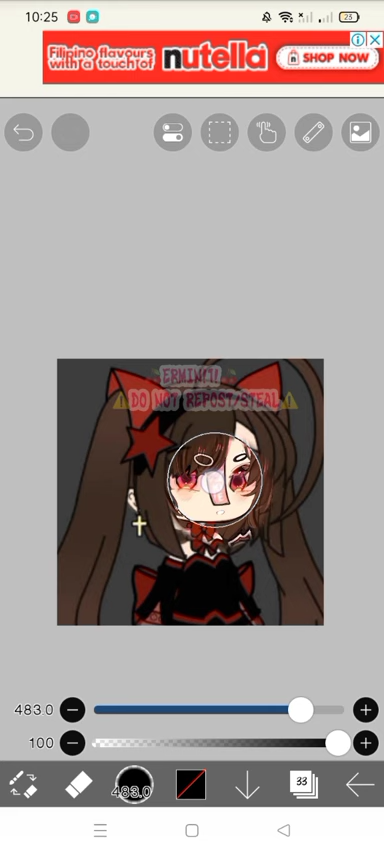 10:25
23
Filipino flavours
with a touch of
nutella
SHOP NOW
ERMIN!!
DO NOT REPOST/STEAL
483.0
100
483.0
33